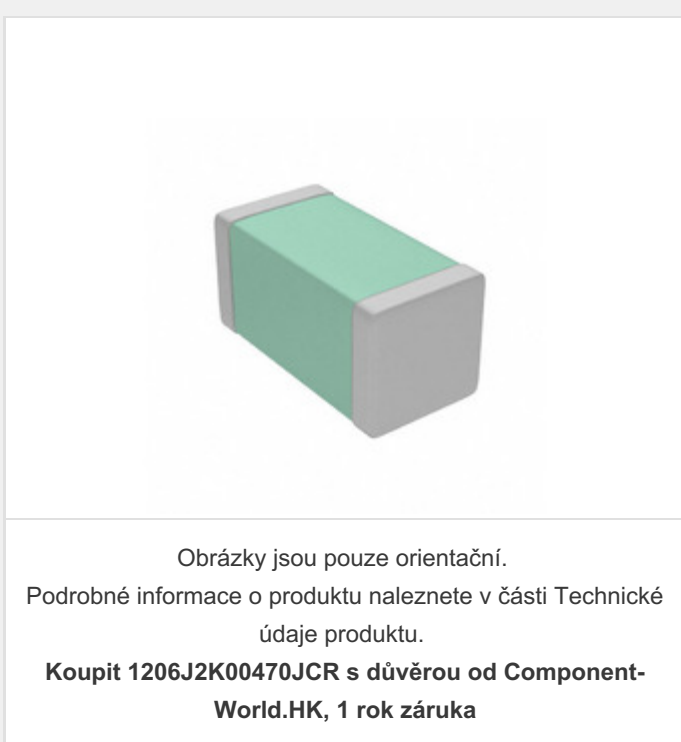 Obrázky jsou pouze orientační.
Podrobné informace o produktu naleznete v části Technické
údaje produktu.
Koupit 1206J2K00470JCR s důvěrou od Component-
World.HK, 1 rok záruka